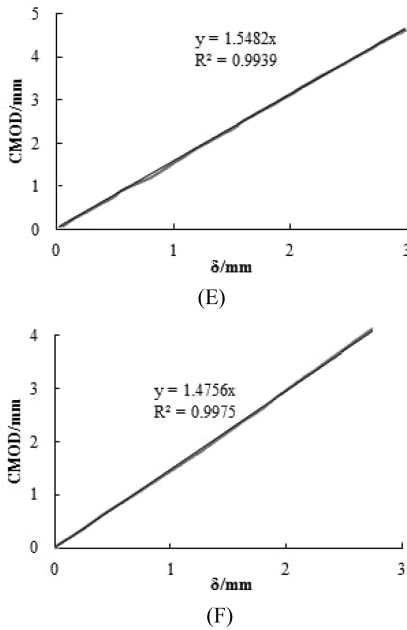 5
y = 1.5482x
R² = 0.9939
4
3
CMOD/mm
2
1
0
0 1 2 3
δ/mm
(E)
4
y = 1.4756x
R² = 0.9975
3
CMOD/mm
2
1
0
0 1 2 3
δ/mm
(F)